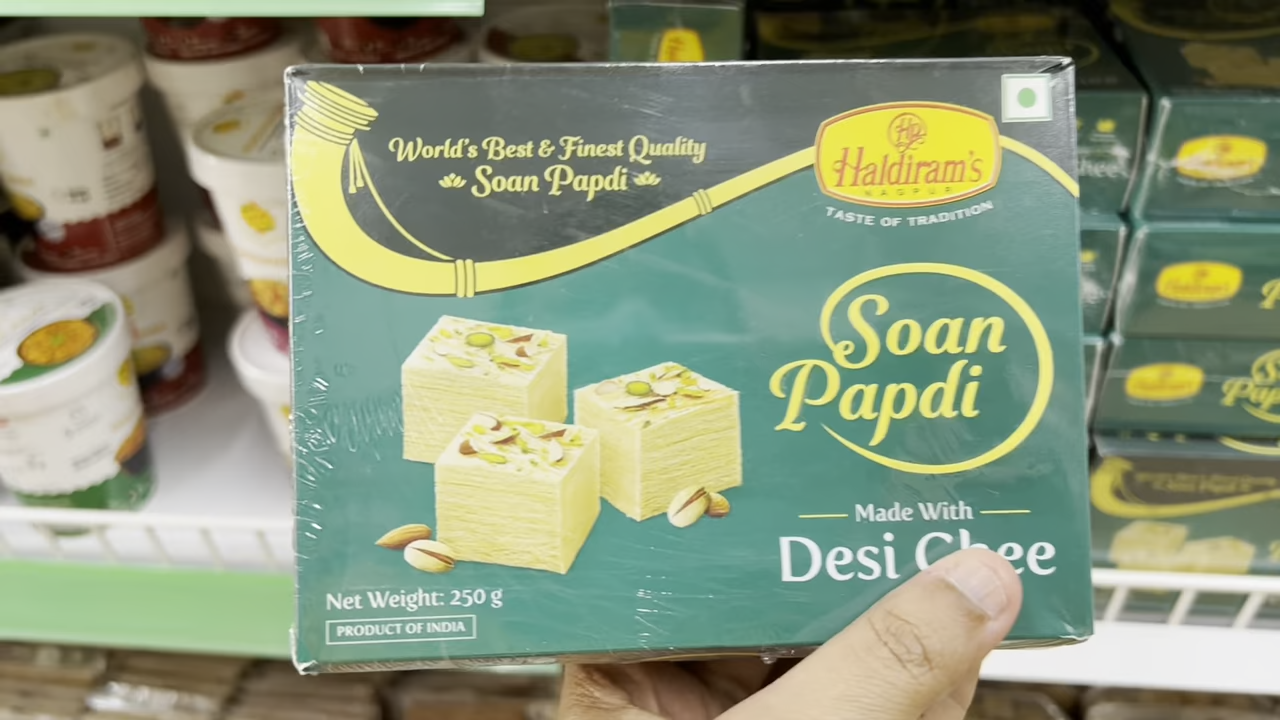 World's Best & Finest Quality
Soan Papdi
Haldiram's
NAGPUR
TASTE OF TRADITION
Soan
Papdi
Made With
Desi Ghee
Net Weight: 250 g
PRODUCT OF INDIA